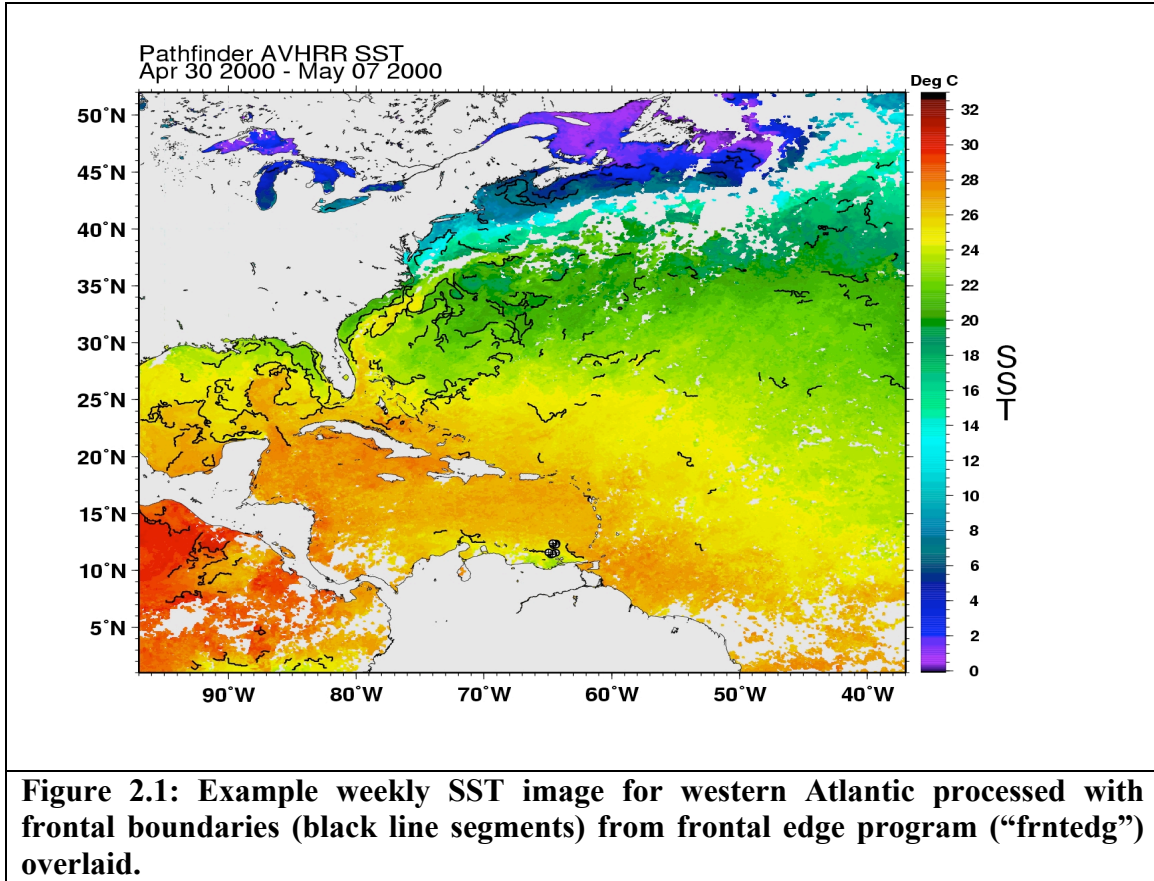 Pathfinder AVHRR SST
Apr 30 2000 - May 07 2000
Deg C
50°N
45°N
40°N
35°N
30°N
25°N
20°N
15°N
10°N
5°N
90°W 80°W 70°W 60°W 50°W 40°W
32
30
28
26
24
22
20
18
16
14
12
10
8
6
4
2
0
SST
Figure 2.1: Example weekly SST image for western Atlantic processed with
frontal boundaries (black line segments) from frontal edge program (“frntedg”)
overlaid.